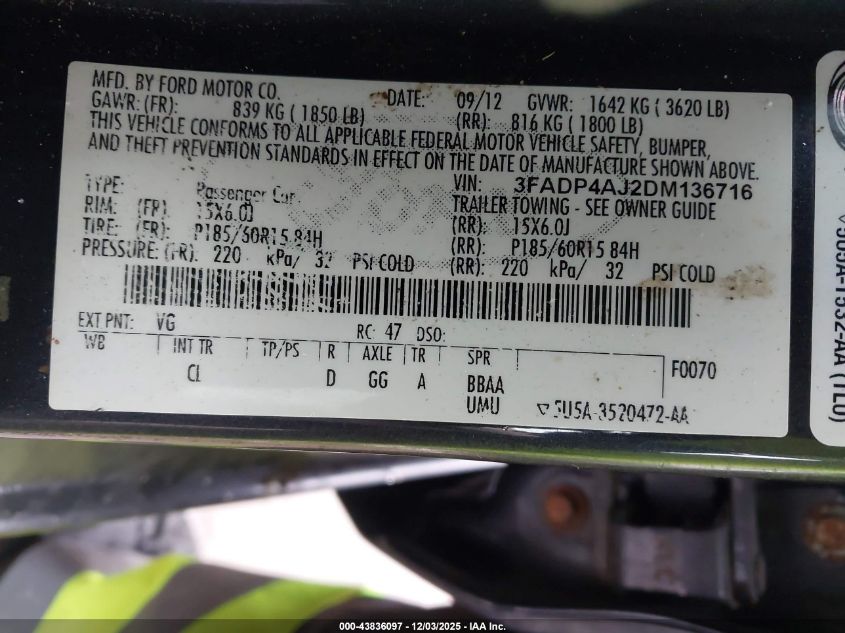 MFD. BY FORD MOTOR CO.
DATE: 09/12 GVWR: 1642 KG ( 3620 LB)
GAWR: (FR): 839 KG ( 1850 LB) (RR): 816 KG ( 1800 LB)
THIS VEHICLE CONFORMS TO ALL APPLICABLE FEDERAL MOTOR VEHICLE SAFETY, BUMPER,
AND THEFT PREVENTION STANDARDS IN EFFECT ON THE DATE OF MANUFACTURE SHOWN ABOVE.
VIN: 3FADP4AJ2DM136716
TYPE: Passenger Car TRAILER TOWING - SEE OWNER GUIDE
RIM: (FR) 15X6.0J (RR): 15X6.0J
TIRE: (FR): P185/60R15 84H (RR): P185/60R15 84H
PRESSURE: (FR): 220 kPa/ 32 PSI COLD (RR): 220 kPa/ 32 PSI COLD
EXT PNT: VG RC: 47 DSO:
WB INT TR TP/PS R AXLE TR SPR F0070
CL D GG A BBAA
UMU ▽5U5A-3520472-AA
000-43836097 - 12/03/2025 - IAA Inc.